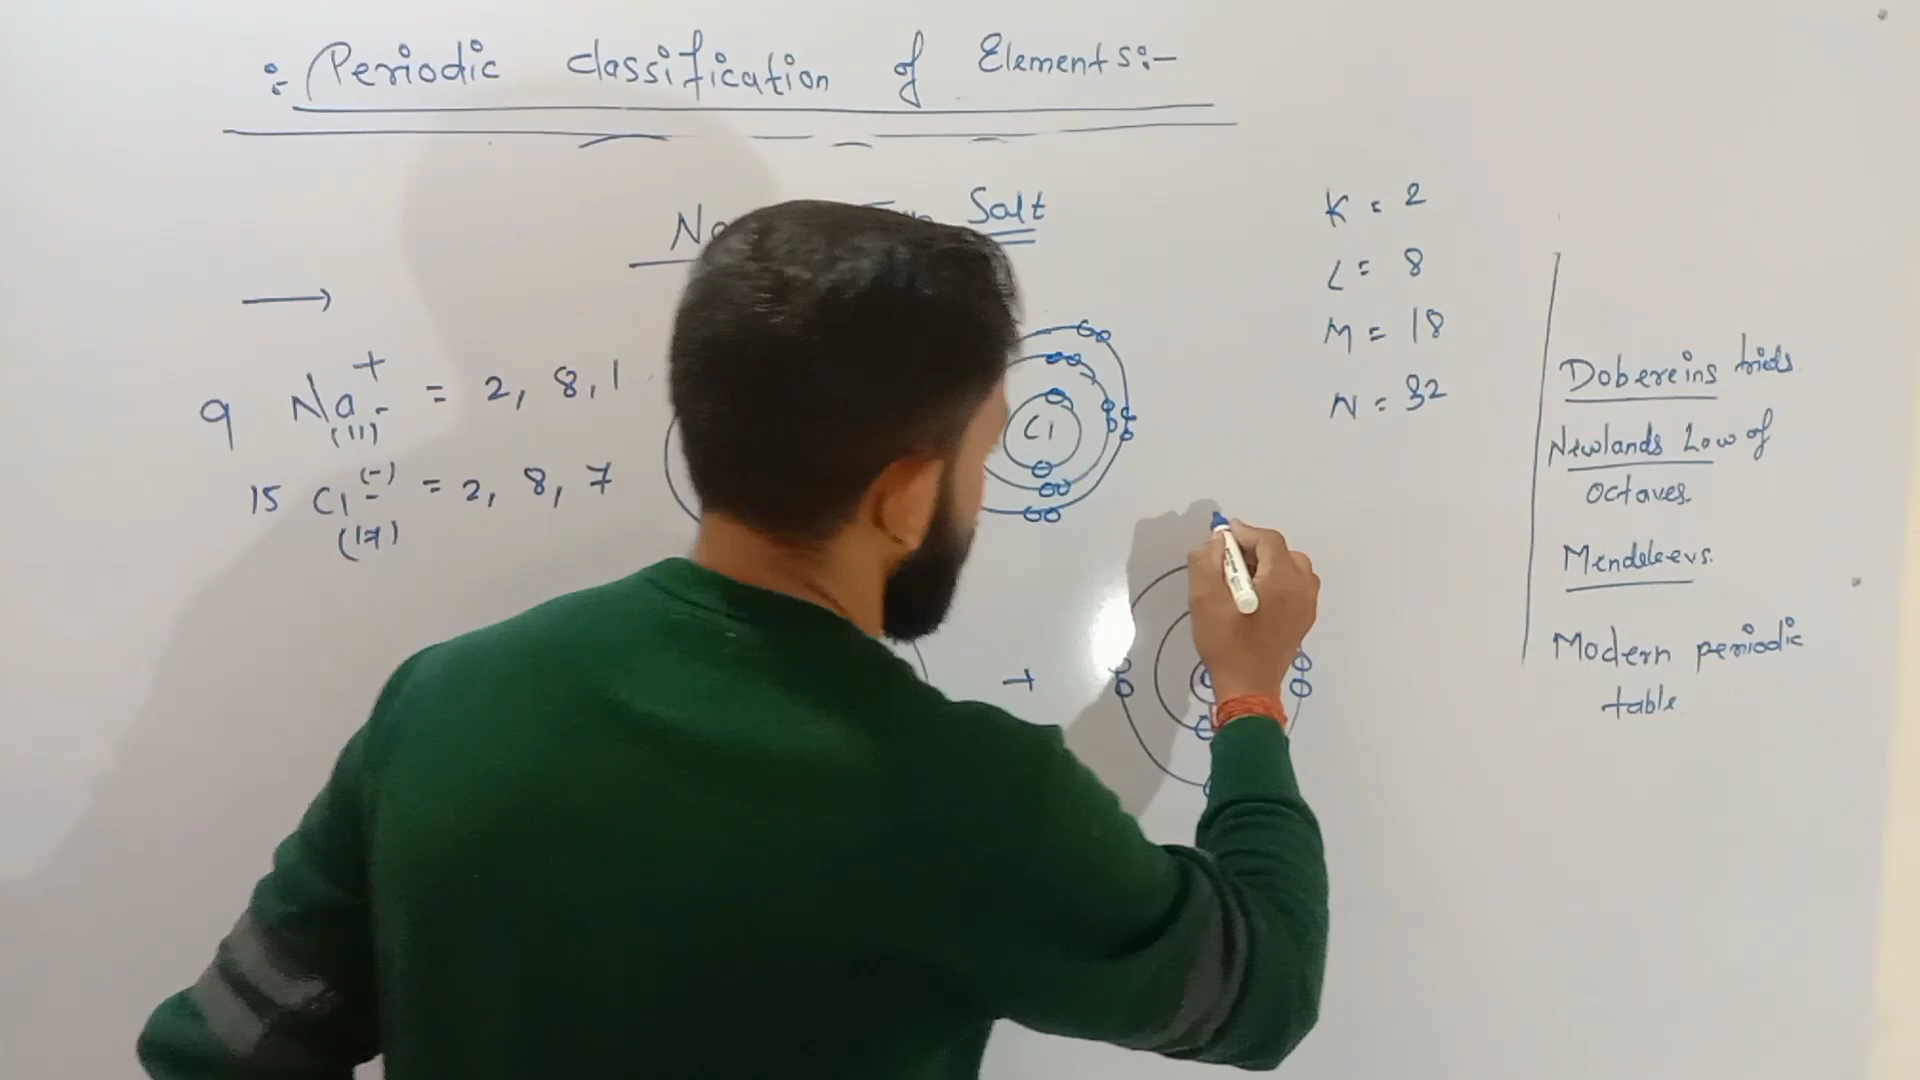 :- Periodic classification of Elements:-
Salt
K = 2
L = 8
M = 18
N = 32
9 Na+ = 2, 8, 1
(11)
15 Cl(-) = 2, 8, 7
(17)
Cl
+
Dobereins triads
Newlands Low of
Octaves.
Mendeleevs.
Modern periodic
table